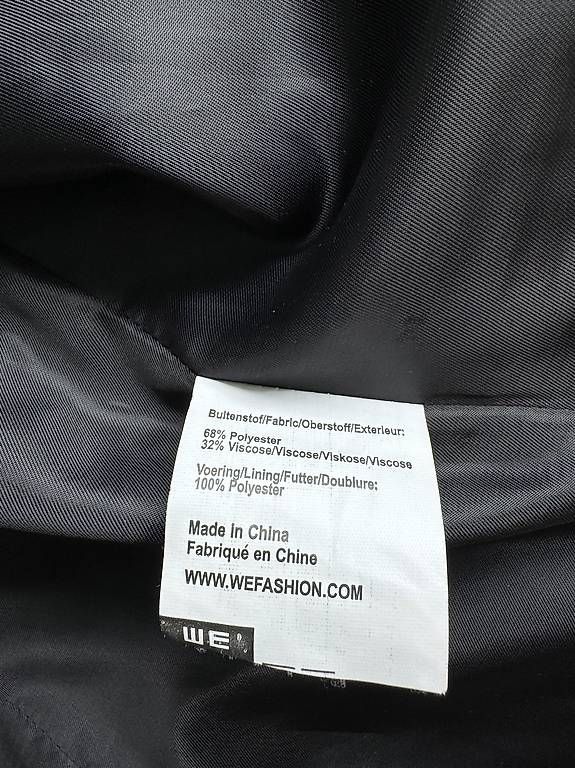 Buitenstof/Fabric/Oberstoff/Exterieur:
68% Polyester
32% Viscose/Viscose/Viskose/Viscose
Voering/Lining/Futter/Doublure:
100% Polyester
Made in China
Fabriqué en Chine
WWW.WEFASHION.COM
WE